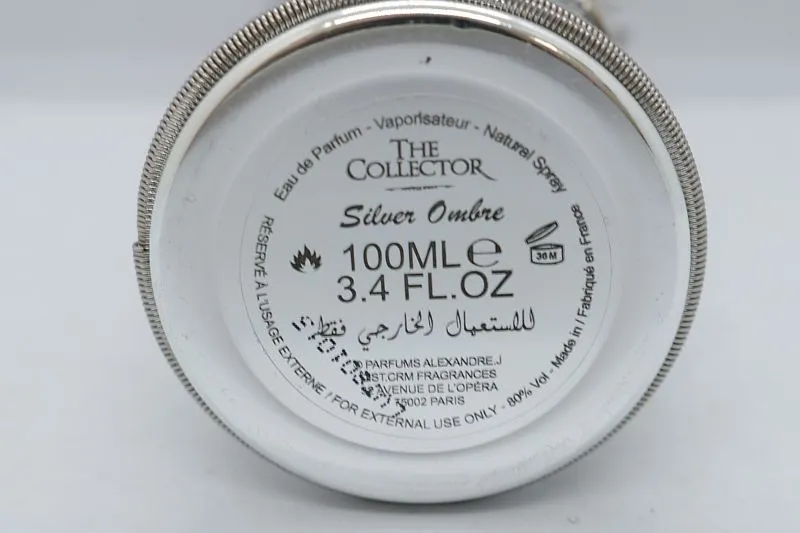 Eau de Parfum - Vaporisateur - Natural Spray
THE
COLLECTOR
Silver Ombre
100ML ℮
36 M
3.4 FL.OZ
للاستعمال الخارجي فقط
PARFUMS ALEXANDRE.J
ST.CRM FRAGRANCES
AVENUE DE L'OPÉRA
75002 PARIS
RÉSERVÉ À L'USAGE EXTERNE / FOR EXTERNAL USE ONLY - 80% Vol - Made in / Fabriqué en France